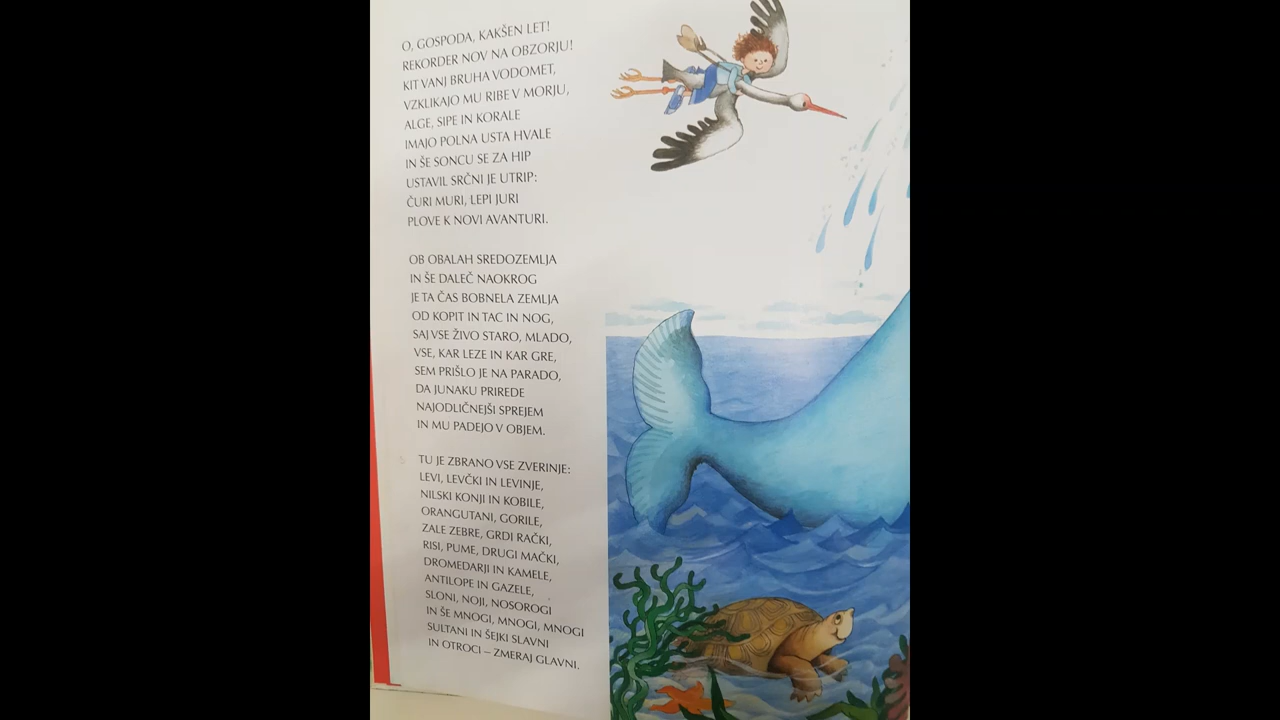 O, GOSPODA, KAKŠEN LET!
REKORDER NOV NA OBZORJU!
KIT VANJ BRUHA VODOMET,
VZKLIKAJO MU RIBE V MORJU,
ALGE, SIPE IN KORALE
IMAJO POLNA USTA HVALE
IN ŠE SONCU SE ZA HIP
USTAVIL SRČNI JE UTRIP:
ČURI MURI, LEPI JURI
PLOVE K NOVI AVANTURI.
OB OBALAH SREDOZEMLJA
IN ŠE DALEČ NAOKROG
JE TA ČAS BOBNELA ZEMLJA
OD KOPIT IN TAC IN NOG,
SAJ VSE ŽIVO STARO, MLADO,
VSE, KAR LEZE IN KAR GRE,
SEM PRIŠLO JE NA PARADO,
DA JUNAKU PRIREDE
NAJODLIČNEJŠI SPREJEM
IN MU PADEJO V OBJEM.
TU JE ZBRANO VSE ZVERINJE:
LEVI, LEVČKI IN LEVINJE,
NILSKI KONJI IN KOBILE,
ORANGUTANI, GORILE,
ZALE ZEBRE, GRDI RAČKI,
RISI, PUME, DRUGI MAČKI,
DROMEDARJI IN KAMELE,
ANTILOPE IN GAZELE,
SLONI, NOJI, NOSOROGI
IN ŠE MNOGI, MNOGI, MNOGI
SULTANI IN ŠEJKI SLAVNI
IN OTROCI – ZMERAJ GLAVNI.